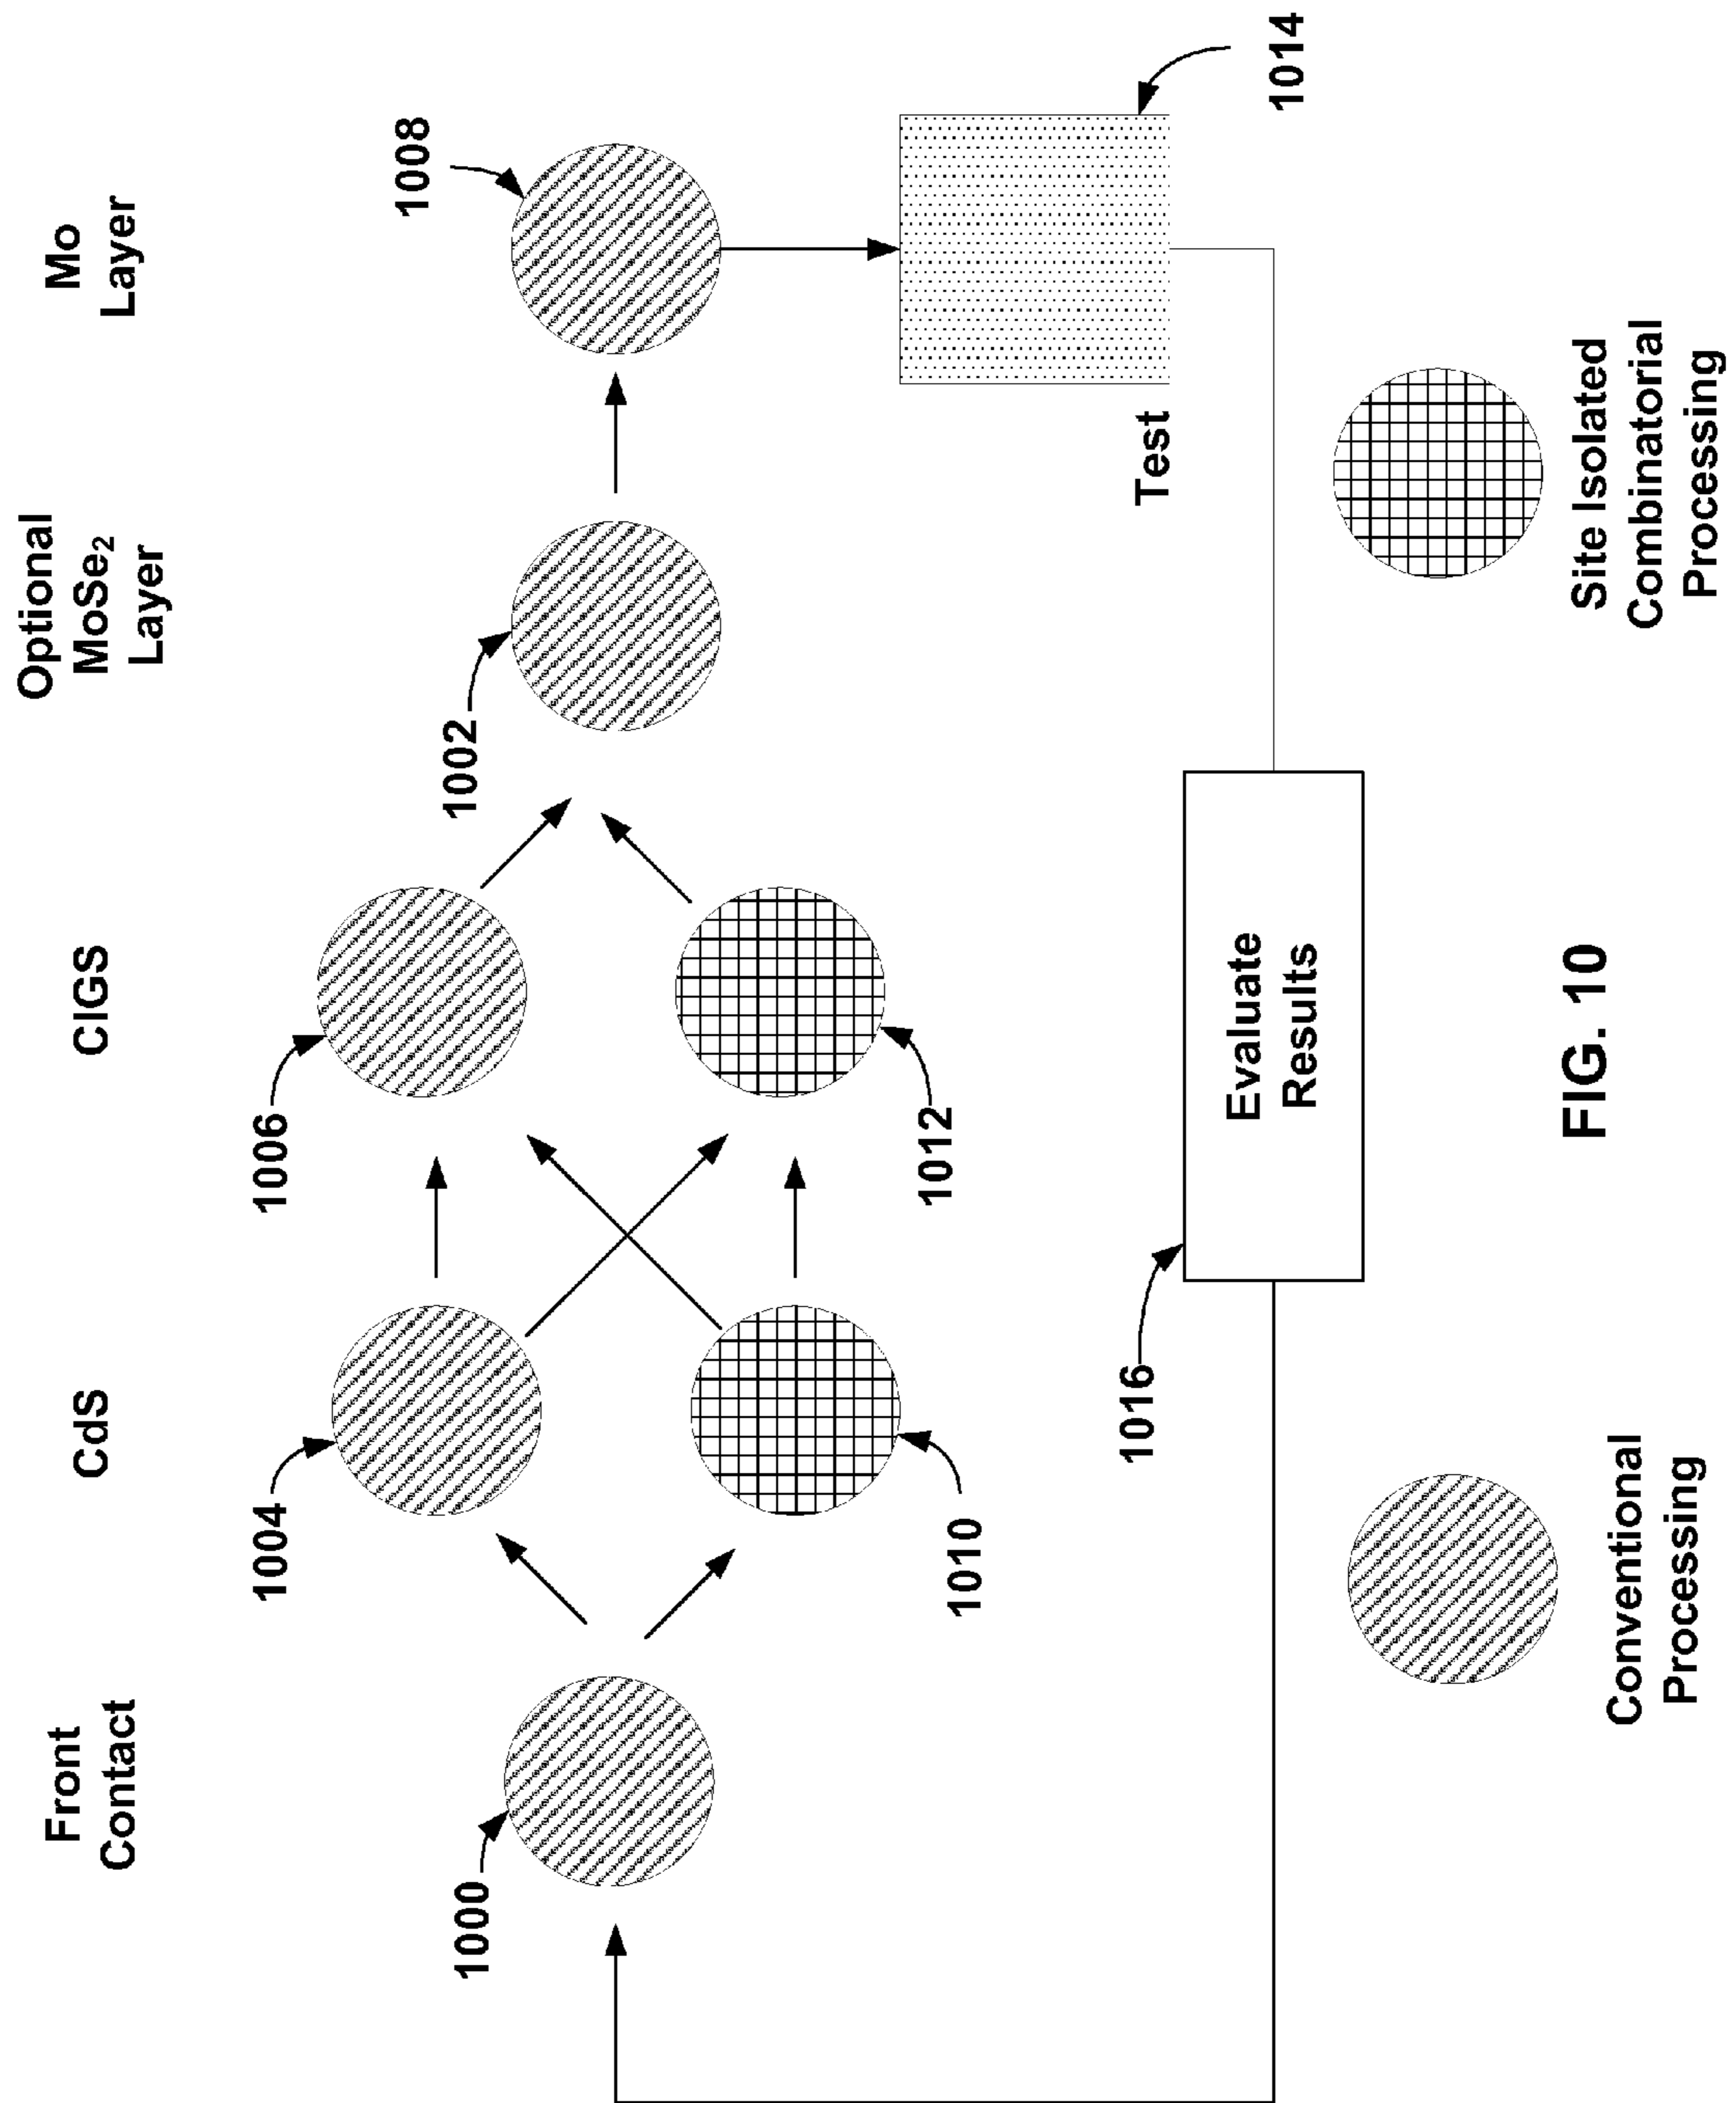 Front
Contact
CdS
CIGS
Optional
MoSe₂
Layer
Mo
Layer
1000
1004
1006
1002
1008
1010
1012
1014
Test
1016
Evaluate
Results
Conventional
Processing
Site Isolated
Combinatorial
Processing
FIG. 10